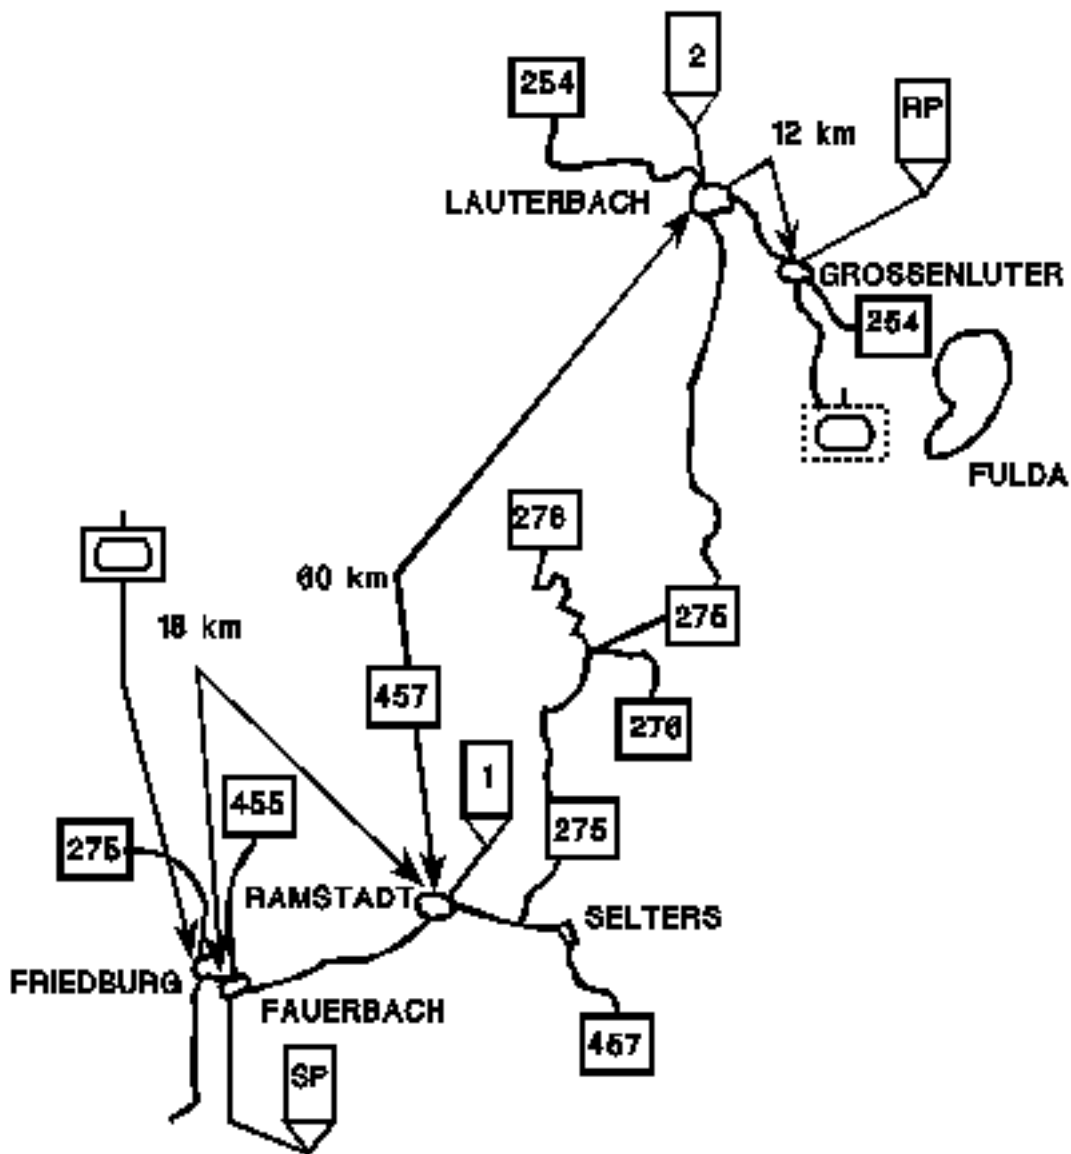 2
254
RP
12 km
LAUTERBACH
GROSSENLUTER
254
FULDA
276
60 km
275
18 km
457
276
1
455
275
275
RAMSTADT
SELTERS
FRIEDBURG
FAUERBACH
457
SP